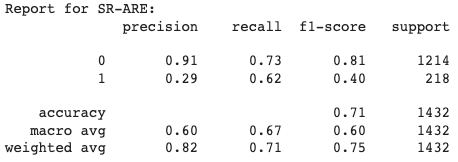 Report for SR-ARE:
precision recall f1-score support
0 0.91 0.73 0.81 1214
1 0.29 0.62 0.40 218
accuracy 0.71 1432
macro avg 0.60 0.67 0.60 1432
weighted avg 0.82 0.71 0.75 1432